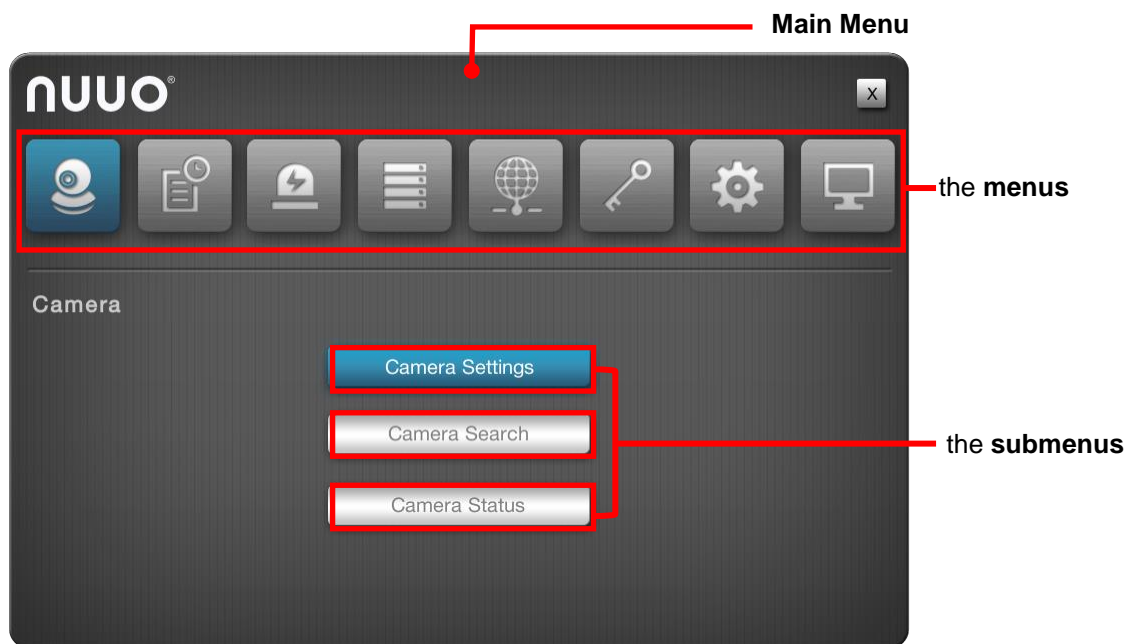 Main Menu
nuuo®
X
the menus
Camera
Camera Settings
Camera Search
the submenus
Camera Status